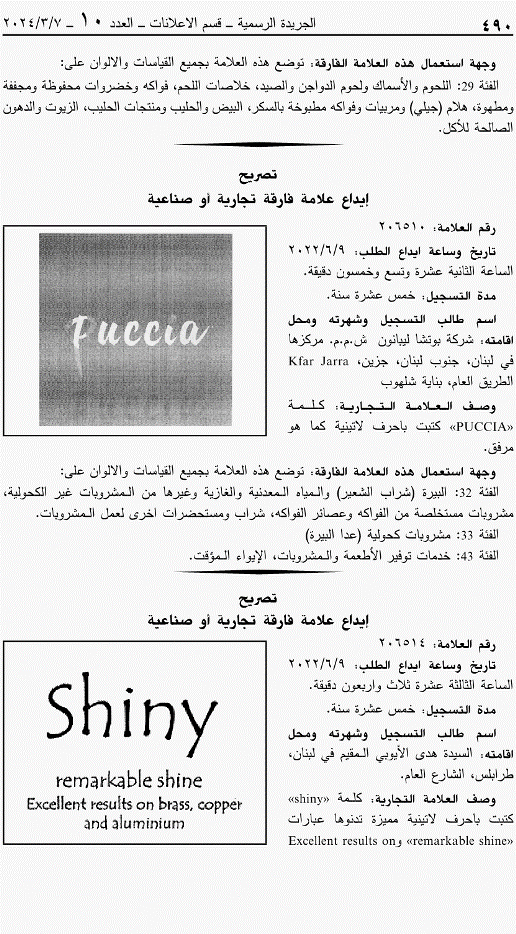 ٤٩٠ الجريدة الرسمية ــ قسم الاعلانات ــ العدد ١٠ ــ ٢٠٢٤/٣/٧
وجهة استعمال هذه العلامة الفارقة: توضع هذه العلامة بجميع القياسات والالوان على:
الفئة 29: اللحوم والأسماك ولحوم الدواجن والصيد، خلاصات اللحم، فواكه وخضروات محفوظة ومجففة
ومطهوة، هلام (جيلي) ومربيات وفواكه مطبوخة بالسكر، البيض والحليب ومنتجات الحليب، الزيوت والدهون
الصالحة للأكل.
تصريح
إيداع علامة فارقة تجارية أو صناعية
رقم العلامة: ٢٠٦٥١٠
تاريخ وساعة ايداع الطلب: ٢٠٢٢/٦/٩
الساعة الثانية عشرة وتسع وخمسون دقيقة.
مدة التسجيل: خمس عشرة سنة.
اسم طالب التسجيل وشهرته ومحل
اقامته: شركة بوتشا ليبانون ش.م.م. مركزها
في لبنان، جنوب لبنان، جزين، Kfar Jarra
الطريق العام، بناية شلهوب
وصف العلامة التجارية: كلمة
«PUCCIA» كتبت باحرف لاتينية كما هو
مرفق.
Puccia
وجهة استعمال هذه العلامة الفارقة: توضع هذه العلامة بجميع القياسات والالوان على:
الفئة 32: البيرة (شراب الشعير) والمياه المعدنية والغازية وغيرها من المشروبات غير الكحولية،
مشروبات مستخلصة من الفواكه وعصائر الفواكه، شراب ومستحضرات اخرى لعمل المشروبات.
الفئة 33: مشروبات كحولية (عدا البيرة)
الفئة 43: خدمات توفير الأطعمة والمشروبات، الإيواء المؤقت.
تصريح
إيداع علامة فارقة تجارية أو صناعية
رقم العلامة: ٢٠٦٥١٤
تاريخ وساعة ايداع الطلب: ٢٠٢٢/٦/٩
الساعة الثالثة عشرة ثلاث واربعون دقيقة.
مدة التسجيل: خمس عشرة سنة.
اسم طالب التسجيل وشهرته ومحل
اقامته: السيدة هدى الأيوبي المقيم في لبنان،
طرابلس، الشارع العام.
وصف العلامة التجارية: كلمة «shiny»
كتبت باحرف لاتينية مميزة تدنوها عبارات
«remarkable shine» وExcellent results on
Shiny
remarkable shine
Excellent results on brass, copper
and aluminium